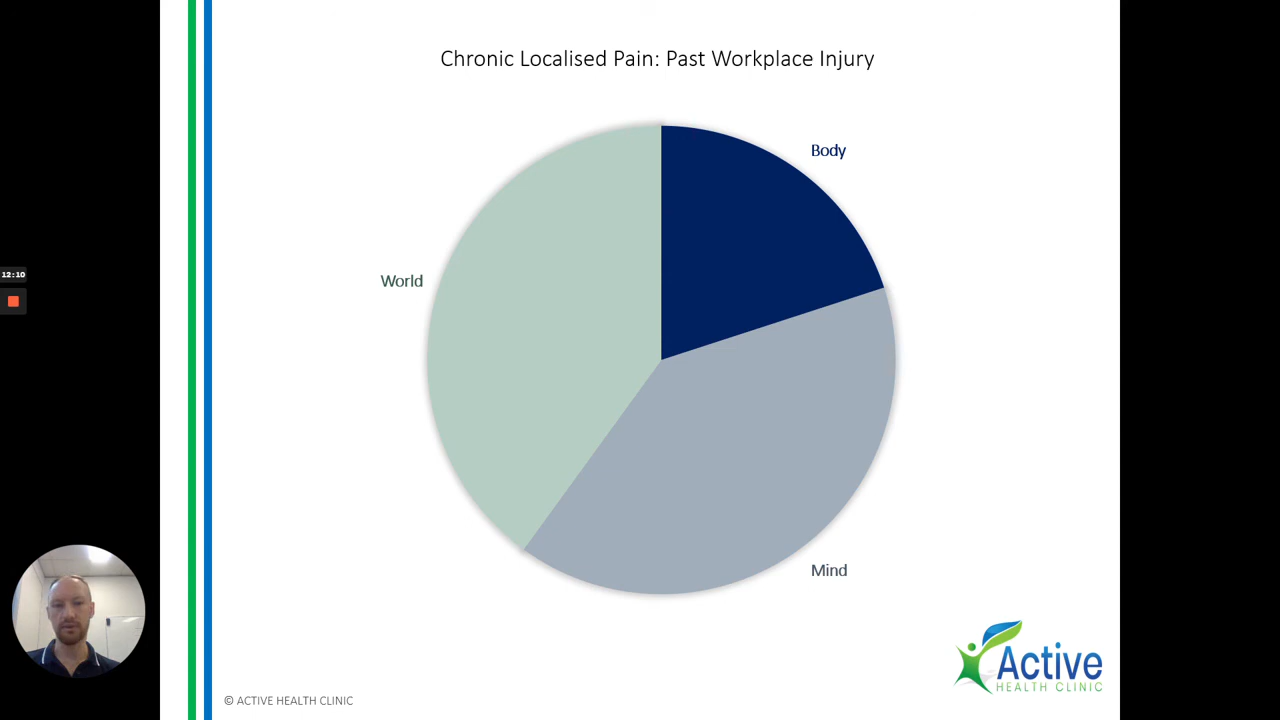 Chronic Localised Pain: Past Workplace Injury
Body
World
12:10
Mind
Active
HEALTH CLINIC
© ACTIVE HEALTH CLINIC